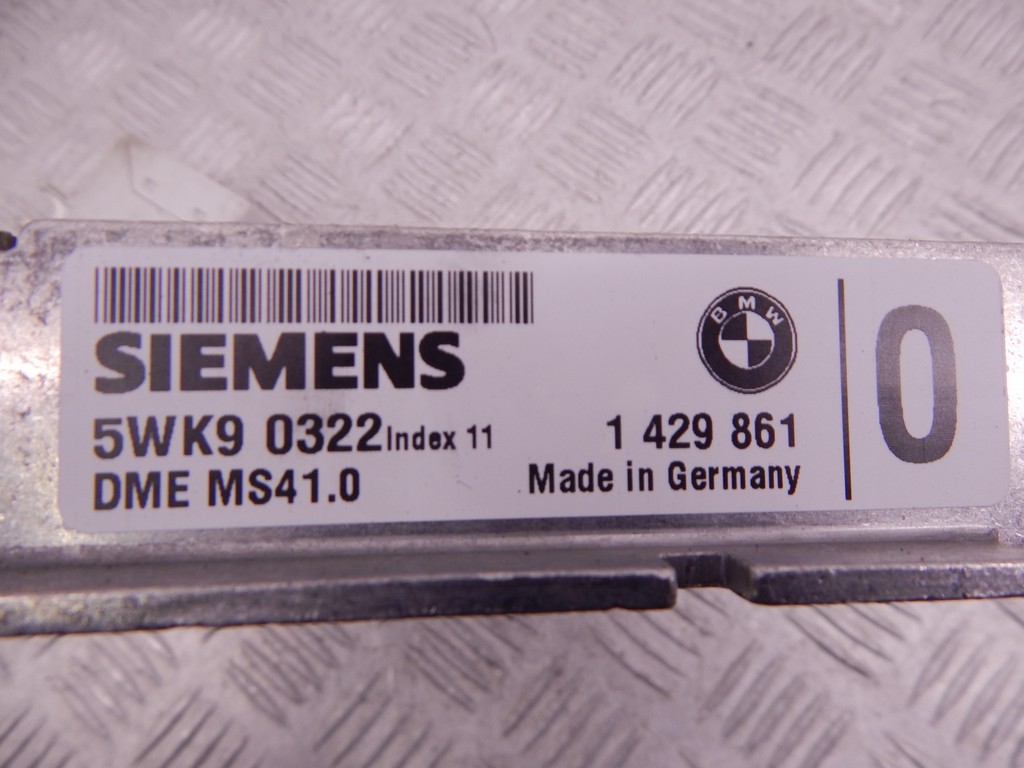 SIEMENS
BMW
5WK9 0322 Index 11
1 429 861
DME MS41.0
Made in Germany
0